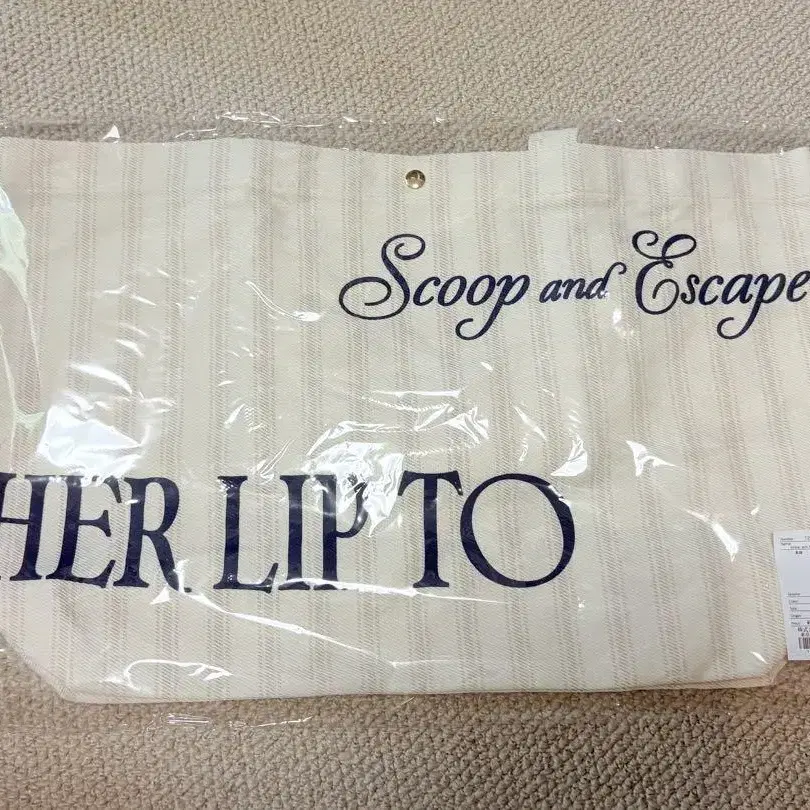 Scoop and Escape
HER LIP TO